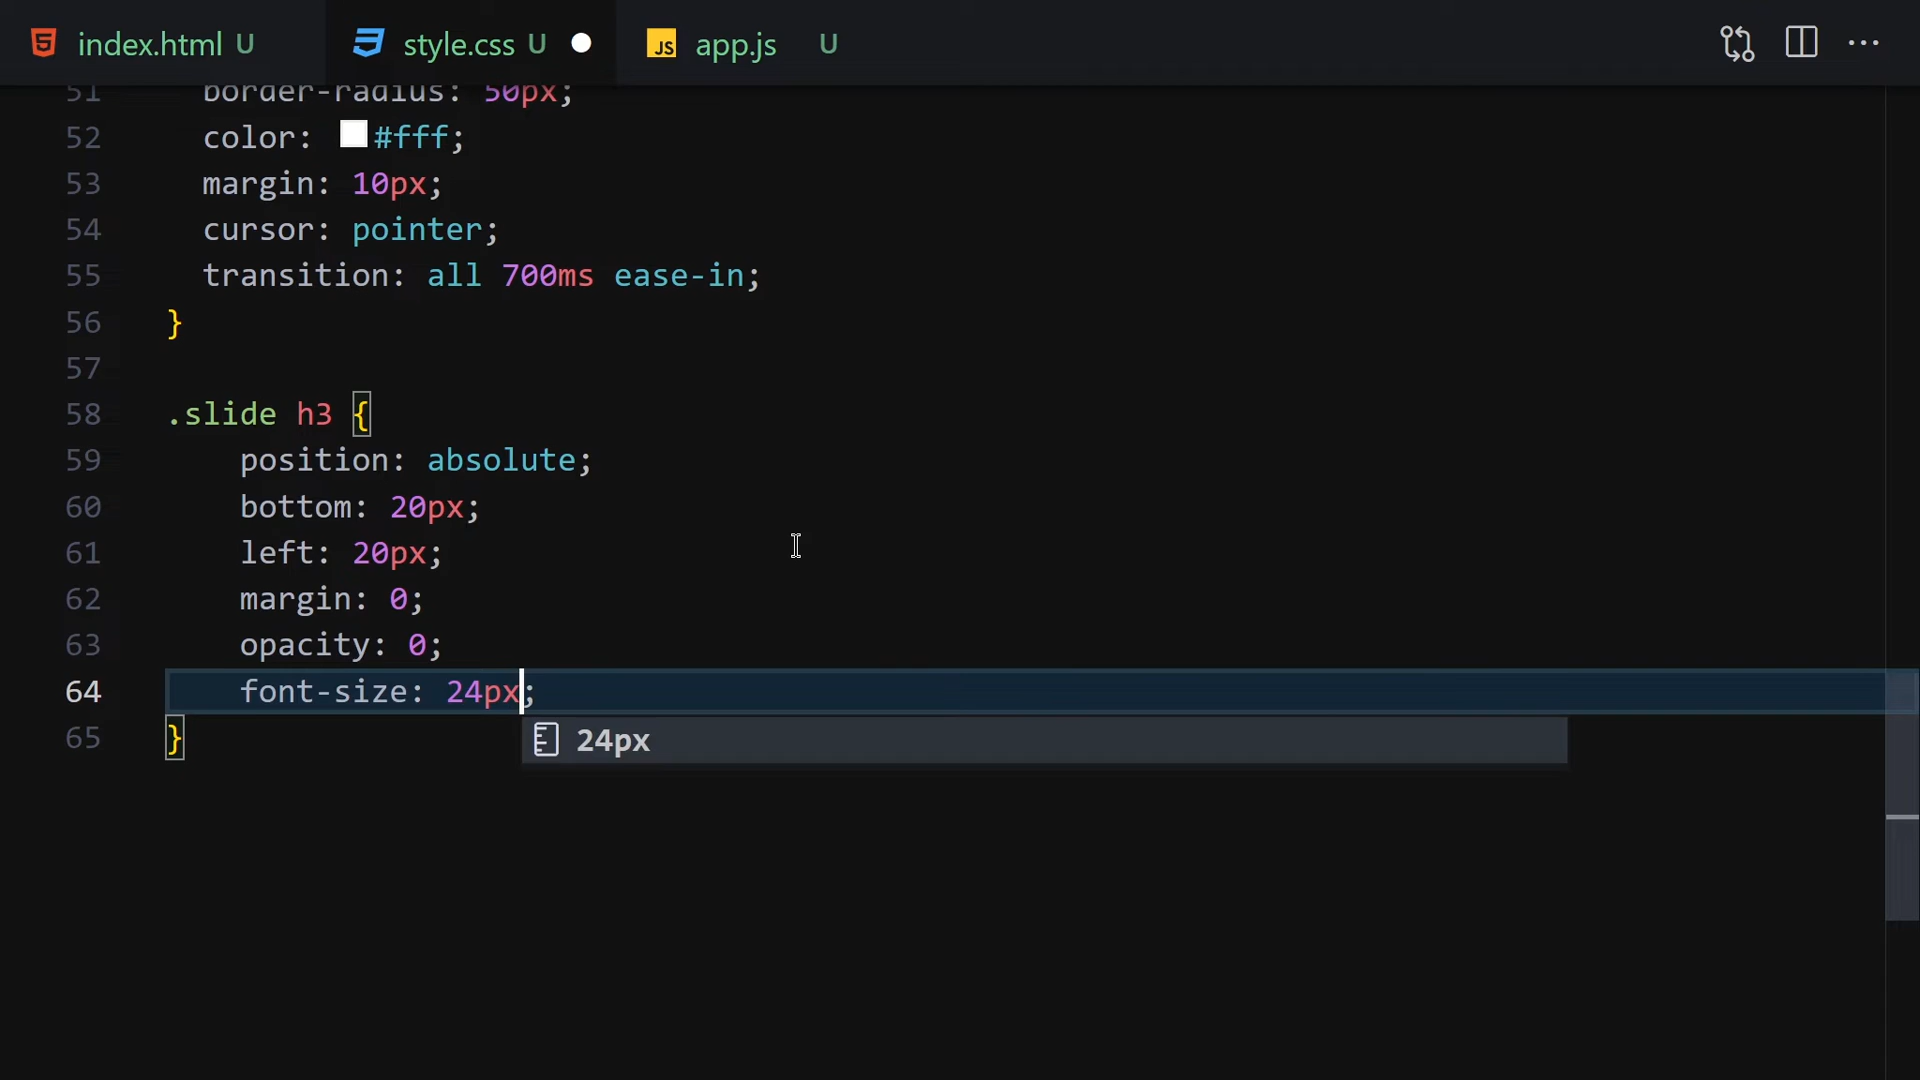 index.html U style.css U app.js U
51 border-radius: 50px;
52 color: #fff;
53 margin: 10px;
54 cursor: pointer;
55 transition: all 700ms ease-in;
56 }
57
58 .slide h3 {
59 position: absolute;
60 bottom: 20px;
61 left: 20px;
62 margin: 0;
63 opacity: 0;
64 font-size: 24px;
65 }
24px